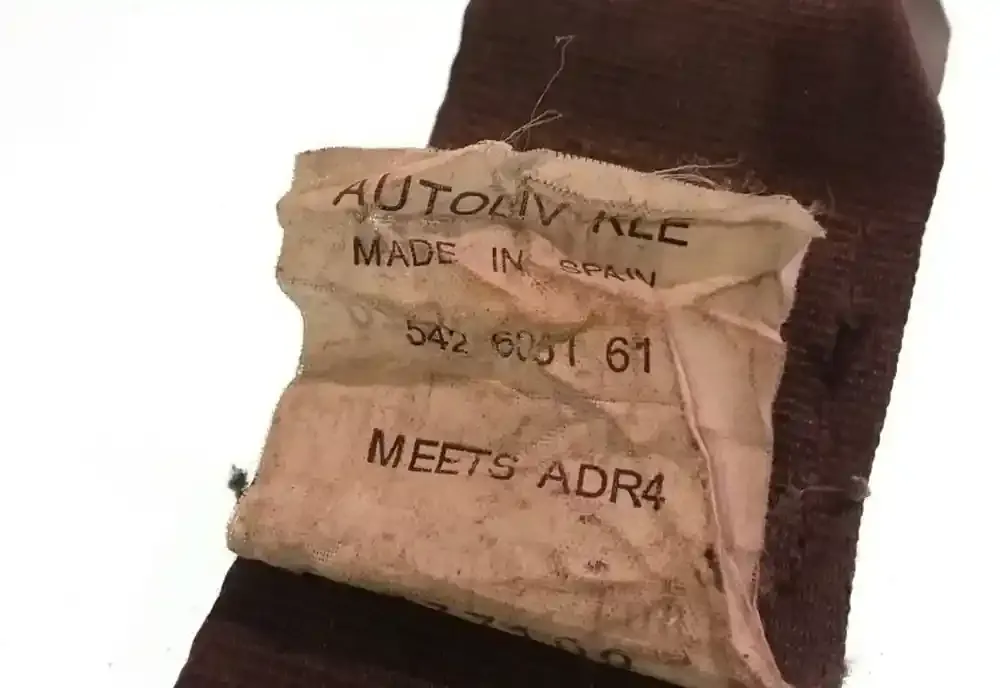 AUTOLIV KLE
MADE IN SPAIN
542 6051 61
MEETS ADR4